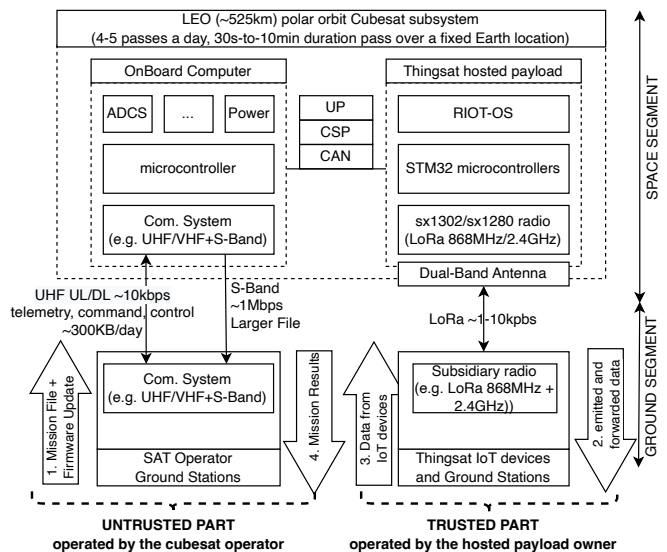 LEO (~525km) polar orbit Cubesat subsystem
(4-5 passes a day, 30s-to-10min duration pass over a fixed Earth location)
OnBoard Computer
ADCS
...
Power
microcontroller
Com. System
(e.g. UHF/VHF+S-Band)
UP
CSP
CAN
Thingsat hosted payload
RIOT-OS
STM32 microcontrollers
sx1302/sx1280 radio
(LoRa 868MHz/2.4GHz)
Dual-Band Antenna
SPACE SEGMENT
UHF UL/DL ~10kbps
telemetry, command, control
~300KB/day
S-Band
~1Mbps
Larger File
LoRa ~1-10kpbs
GROUND SEGMENT
1. Mission File +
Firmware Update
Com. System
(e.g. UHF/VHF+S-Band)
SAT Operator
Ground Stations
4. Mission Results
3. Data from
IoT devices
Subsidiary radio
(e.g. LoRa 868MHz +
2.4GHz))
Thingsat IoT devices
and Ground Stations
2. emitted and
forwarded data
UNTRUSTED PART
operated by the cubesat operator
TRUSTED PART
operated by the hosted payload owner